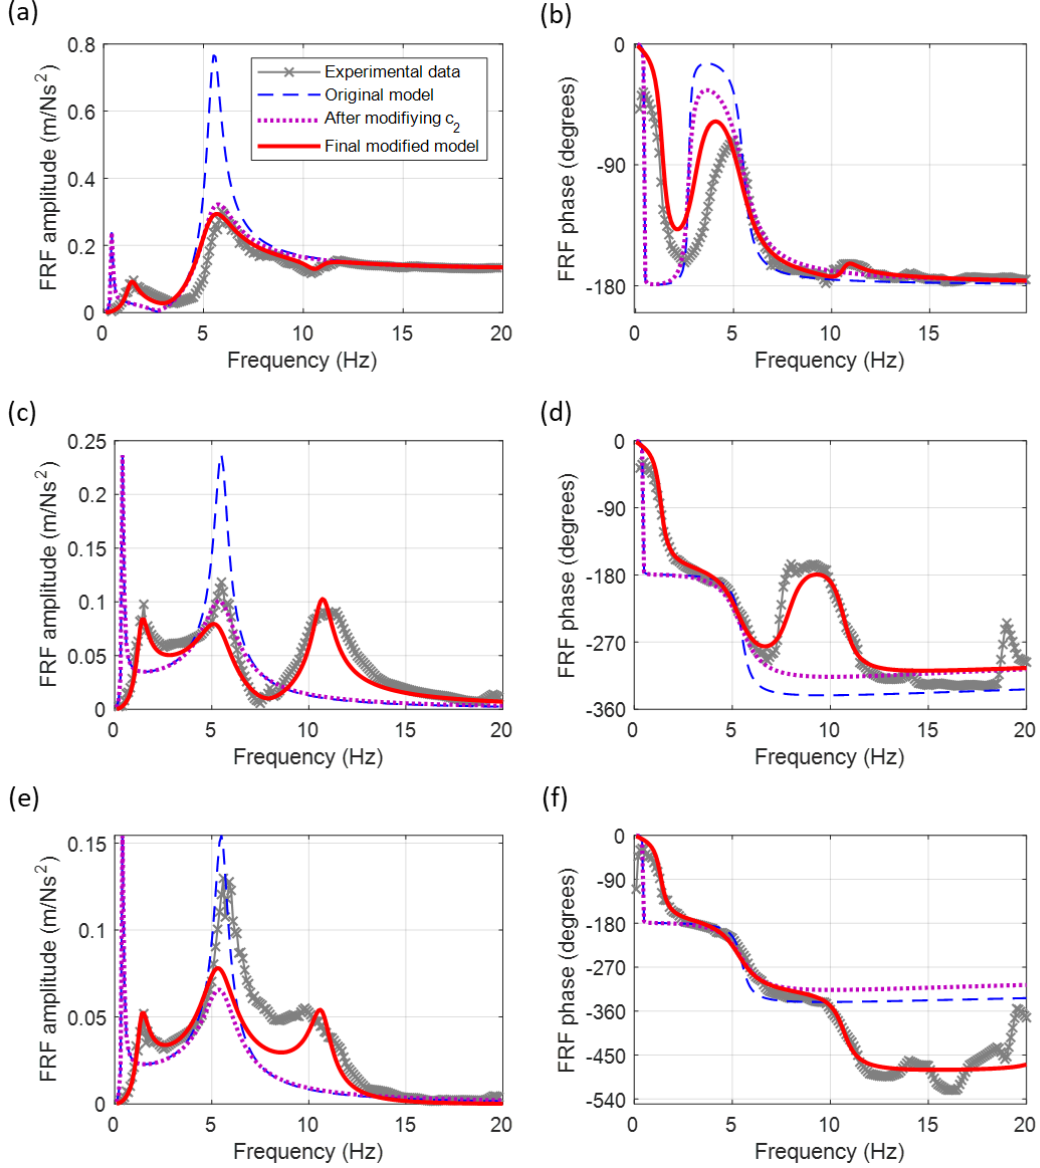 (a)
0.8
0.6
0.4
0.2
0
FRF amplitude (m/Ns²)
Experimental data
Original model
After modifiying c₂
Final modified model
0 5 10 15 20
Frequency (Hz)
(b)
0
-90
-180
FRF phase (degrees)
0 5 10 15
Frequency (Hz)
(c)
0.25
0.2
0.15
0.1
0.05
0
FRF amplitude (m/Ns²)
0 5 10 15 20
Frequency (Hz)
(d)
0
-90
-180
-270
-360
FRF phase (degrees)
0 5 10 15 20
Frequency (Hz)
(e)
0.15
0.1
0.05
0
FRF amplitude (m/Ns²)
0 5 10 15 20
Frequency (Hz)
(f)
0
-90
-180
-270
-360
-450
-540
FRF phase (degrees)
0 5 10 15 20
Frequency (Hz)